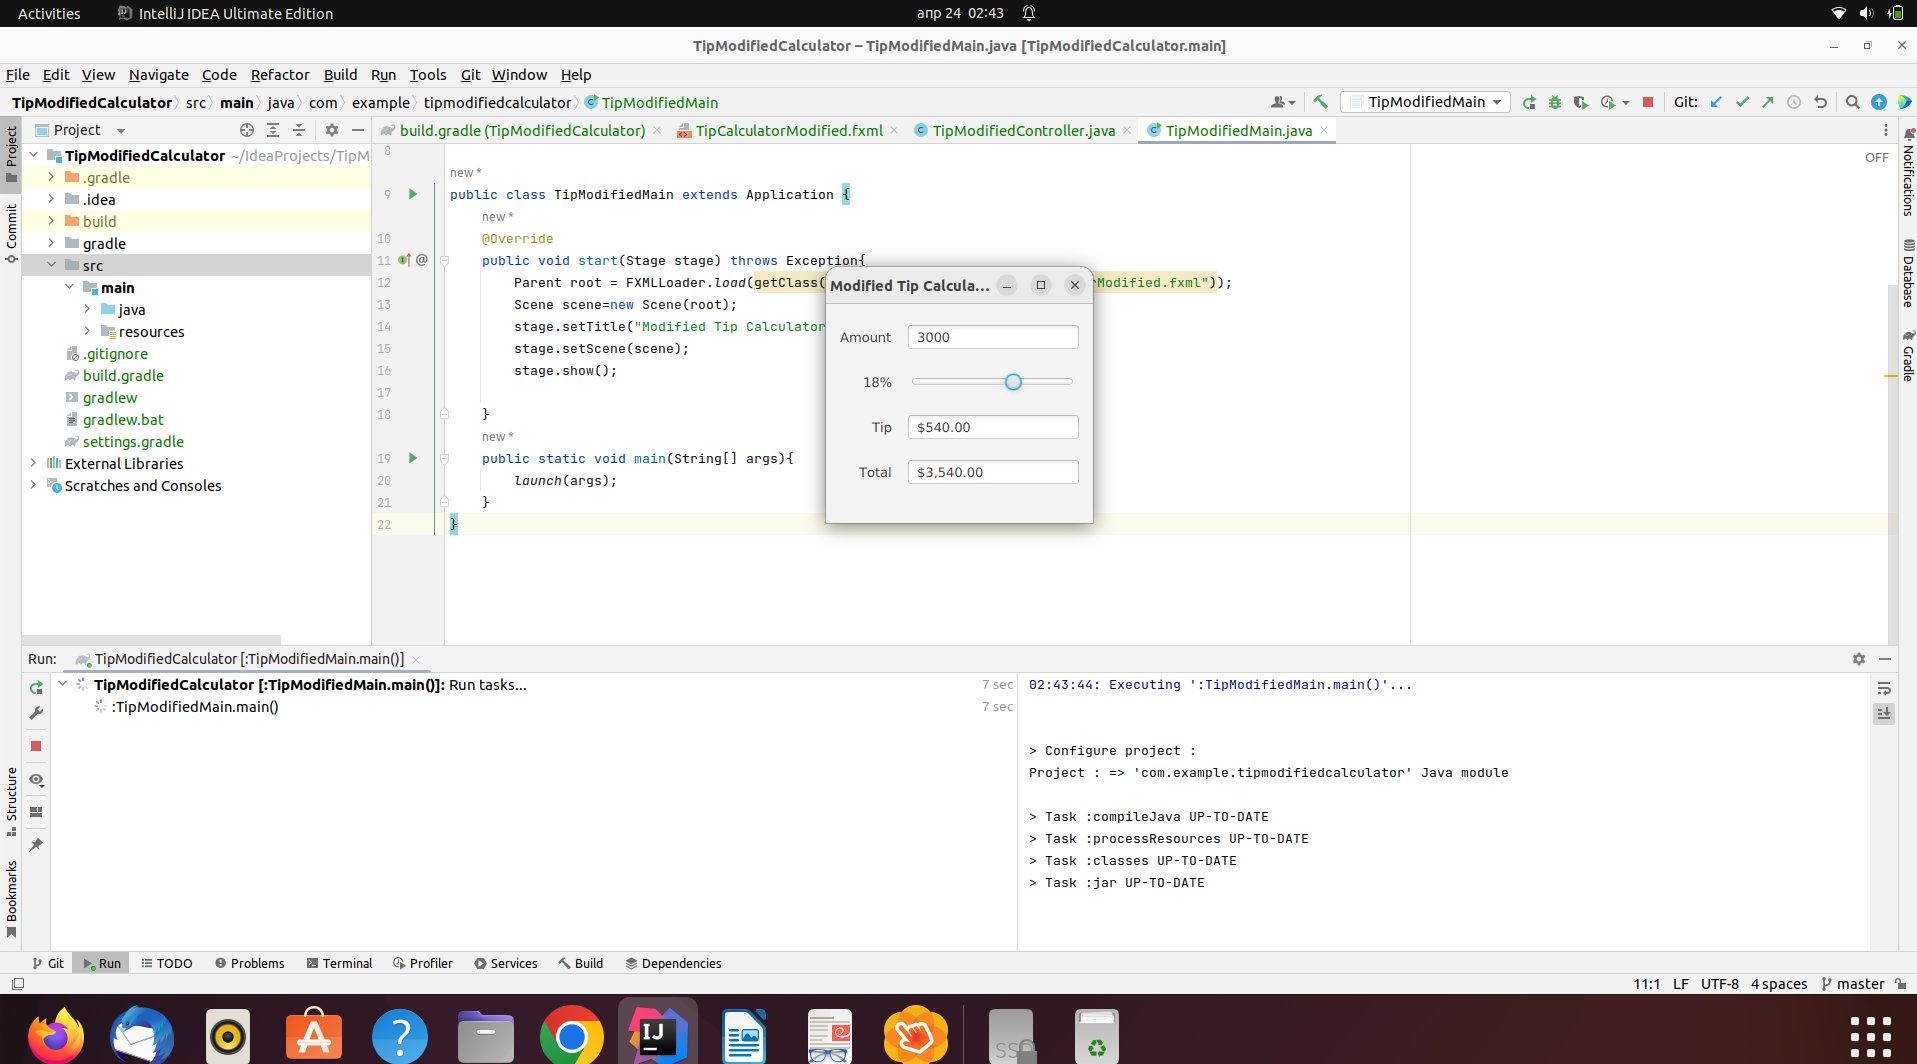 Activities IntelliJ IDEA Ultimate Edition апр 24 02:43
TipModifiedCalculator – TipModifiedMain.java [TipModifiedCalculator.main]
File Edit View Navigate Code Refactor Build Run Tools Git Window Help
TipModifiedCalculator src main java com example tipmodifiedcalculator TipModifiedMain TipModifiedMain Git:
Project build.gradle (TipModifiedCalculator) TipCalculatorModified.fxml TipModifiedController.java TipModifiedMain.java
Project
Commit
Structure
Bookmarks
TipModifiedCalculator ~/IdeaProjects/TipM
.gradle
.idea
build
gradle
src
main
java
resources
.gitignore
build.gradle
gradlew
gradlew.bat
settings.gradle
External Libraries
Scratches and Consoles
8
OFF
new *
9 public class TipModifiedMain extends Application {
new *
10 @Override
11 @ public void start(Stage stage) throws Exception{
12 Parent root = FXMLLoader.load(getClass( rModified.fxml"));
13 Scene scene=new Scene(root);
14 stage.setTitle("Modified Tip Calculator
15 stage.setScene(scene);
16 stage.show();
17
18 }
new *
19 public static void main(String[] args){
20 launch(args);
21 }
22 }
Modified Tip Calcula...
Amount 3000
18%
Tip $540.00
Total $3,540.00
Notifications
Database
Gradle
Run: TipModifiedCalculator [:TipModifiedMain.main()]
TipModifiedCalculator [:TipModifiedMain.main()]: Run tasks... 7 sec
:TipModifiedMain.main() 7 sec
02:43:44: Executing ':TipModifiedMain.main()'...
> Configure project :
Project : => 'com.example.tipmodifiedcalculator' Java module
> Task :compileJava UP-TO-DATE
> Task :processResources UP-TO-DATE
> Task :classes UP-TO-DATE
> Task :jar UP-TO-DATE
Git Run TODO Problems Terminal Profiler Services Build Dependencies
11:1 LF UTF-8 4 spaces master
IJ
SS